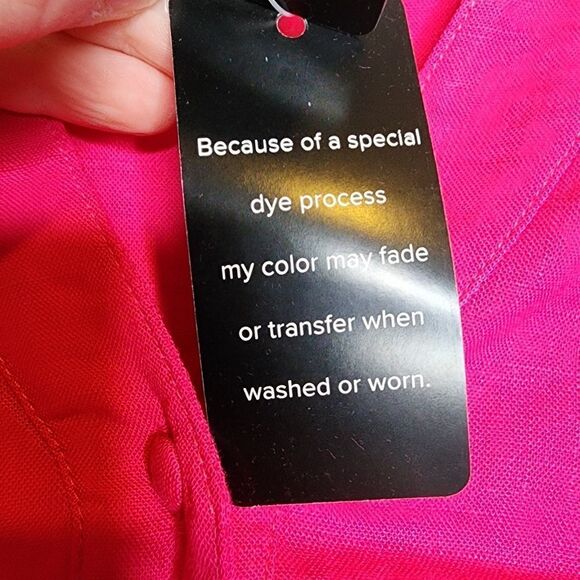 Because of a special
dye process
my color may fade
or transfer when
washed or worn.